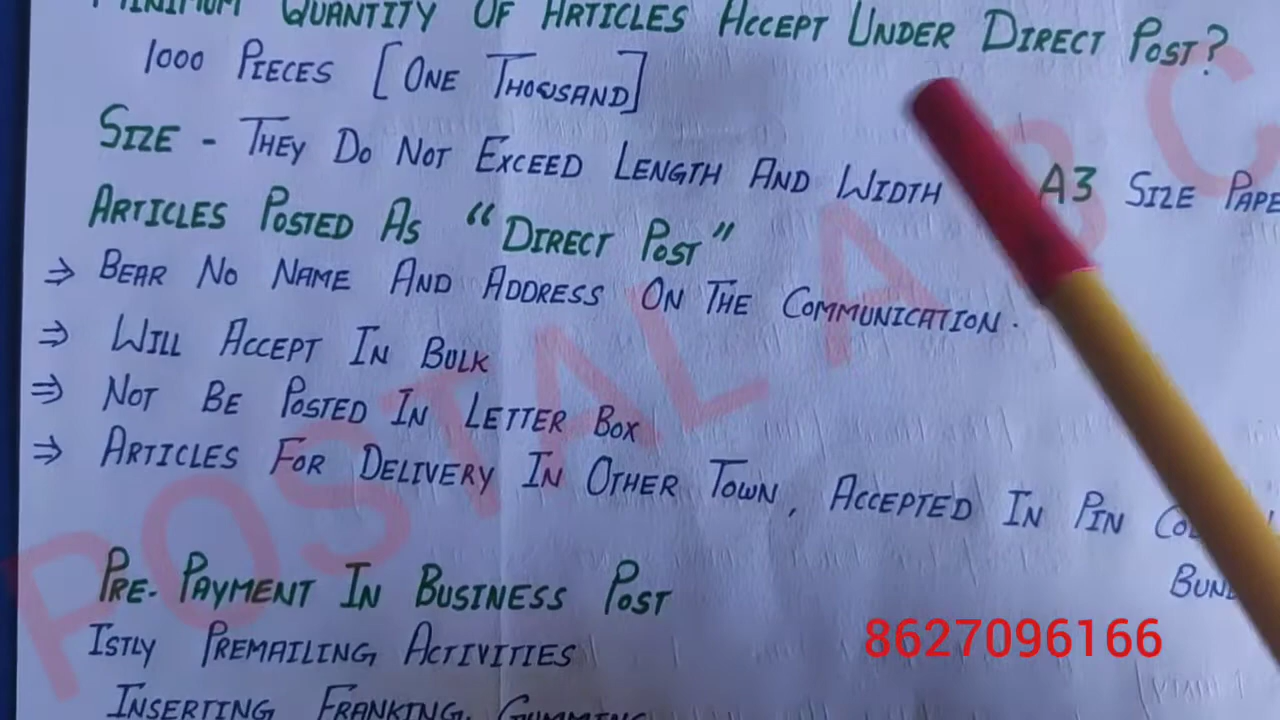 MINIMUM QUANTITY OF ARTICLES ACCEPT UNDER DIRECT POST?
1000 PIECES [ONE THOUSAND]
SIZE - THEY DO NOT EXCEED LENGTH AND WIDTH A3 SIZE
ARTICLES POSTED AS "DIRECT POST"
⇒ BEAR NO NAME AND ADDRESS ON THE COMMUNICATION.
⇒ WILL ACCEPT IN BULK
⇒ NOT BE POSTED IN LETTER BOX
⇒ ARTICLES FOR DELIVERY IN OTHER TOWN, ACCEPTED IN PIN
PRE-PAYMENT IN BUSINESS POST
ISTLY PREMAILING ACTIVITIES
8627096166
INSERTING, FRANKING,
POSTAL ABC